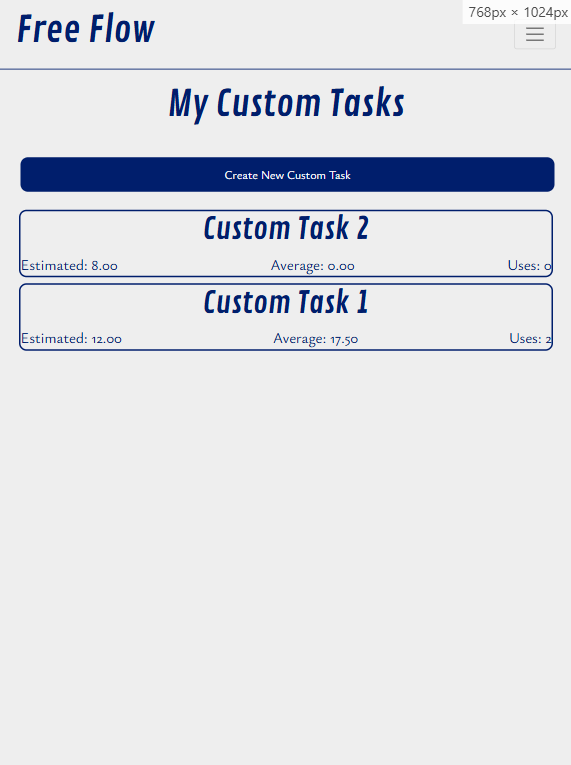 Free Flow
768px × 1024px
My Custom Tasks
Create New Custom Task
Custom Task 2
Estimated: 8.00 Average: 0.00 Uses: 0
Custom Task 1
Estimated: 12.00 Average: 17.50 Uses: 2